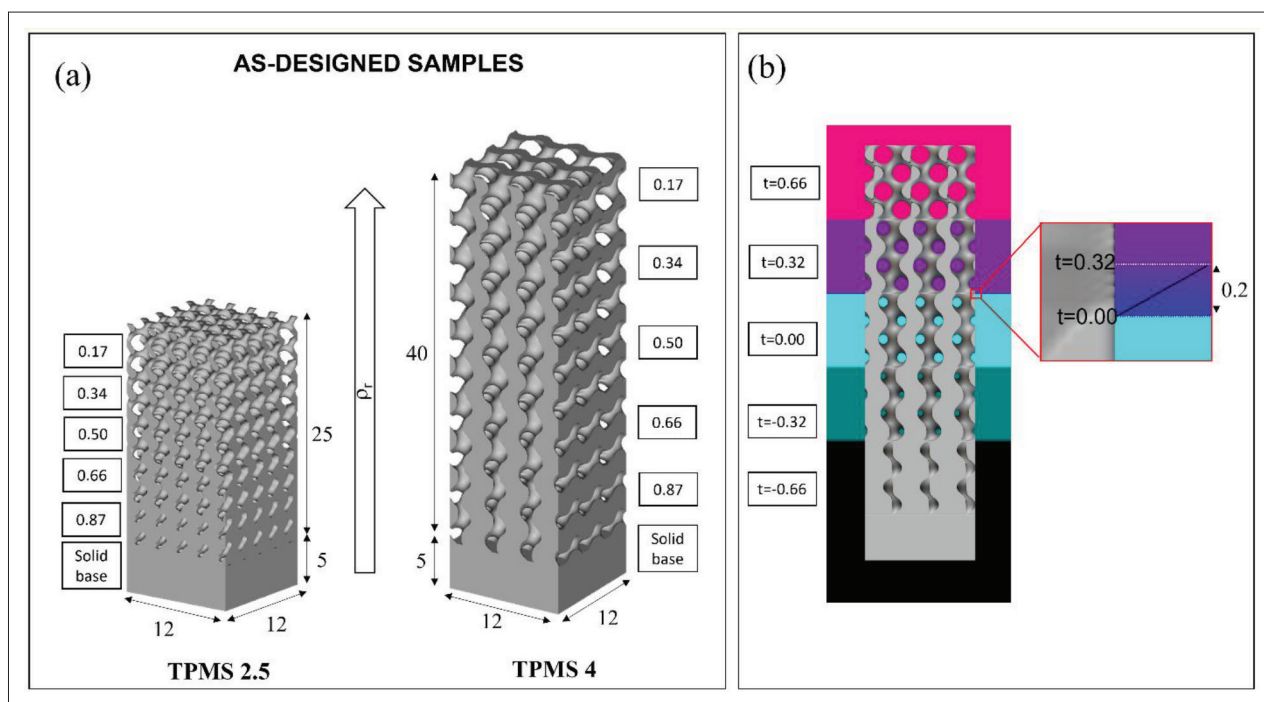 AS-DESIGNED SAMPLES
(a)
0.17
0.34
0.50
0.66
0.87
Solid
base
25
5
12
12
TPMS 2.5
ρr
40
5
12
12
0.17
0.34
0.50
0.66
0.87
Solid
base
TPMS 4
(b)
t=0.66
t=0.32
t=0.00
t=-0.32
t=-0.66
t=0.32
t=0.00
0.2